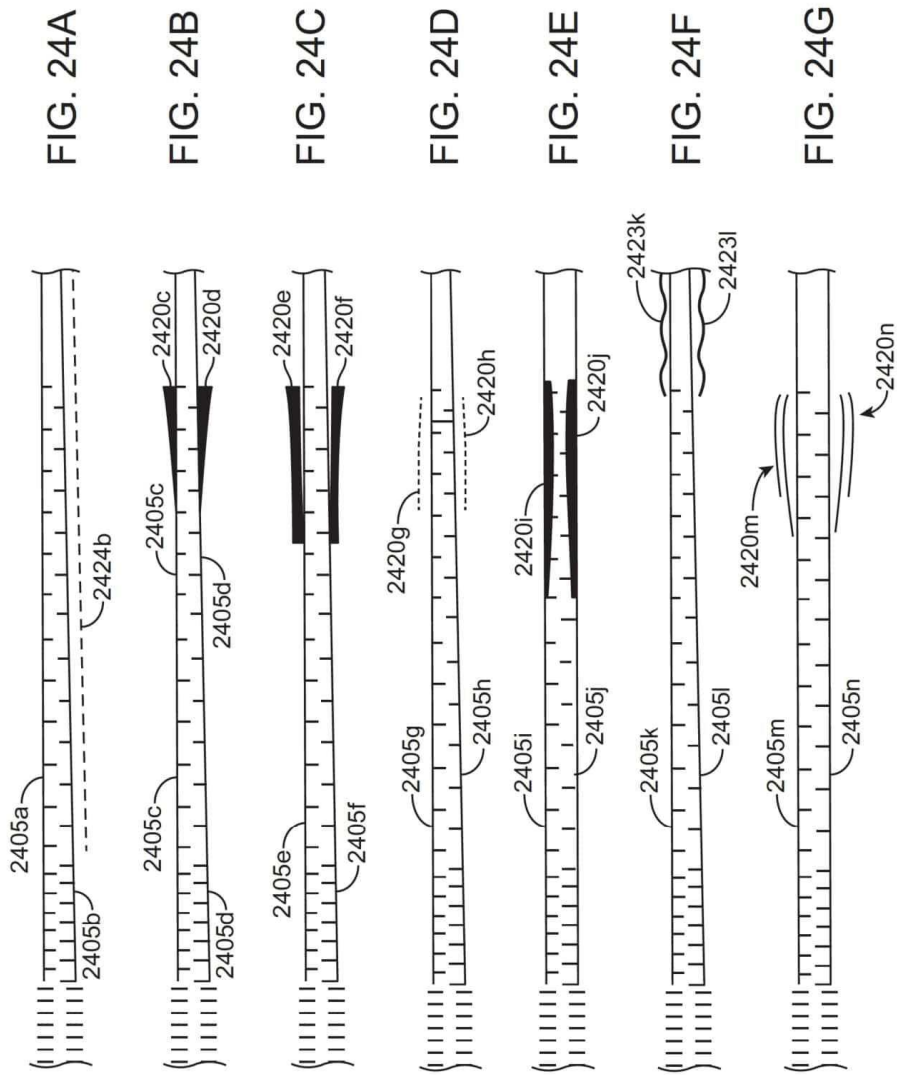 FIG. 24A
2405a
2405b
2424b
FIG. 24B
2405c
2405d
2405c
2405d
2420c
2420d
FIG. 24C
2405e
2405f
2420e
2420f
FIG. 24D
2405g
2405h
2420g
2420h
FIG. 24E
2405i
2405j
2420i
2420j
FIG. 24F
2405k
2405l
2423k
2423l
FIG. 24G
2405m
2405n
2420m
2420n